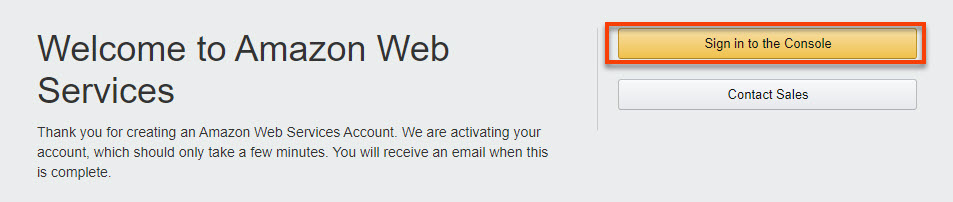 Welcome to Amazon Web
Services
Thank you for creating an Amazon Web Services Account. We are activating your
account, which should only take a few minutes. You will receive an email when this
is complete.
Sign in to the Console
Contact Sales